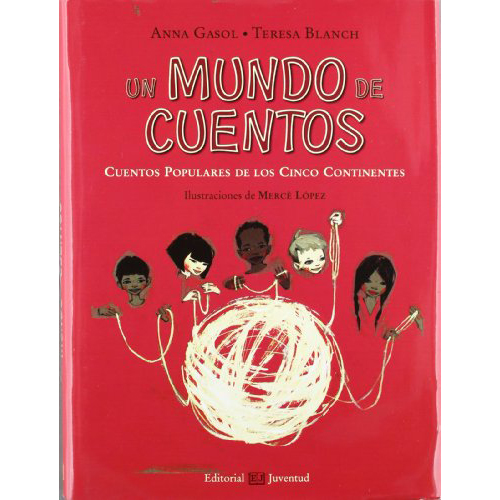 ANNA GASOL • TERESA BLANCH
UN MUNDO DE
CUENTOS
CUENTOS POPULARES DE LOS CINCO CONTINENTES
Ilustraciones de MERCÈ LÓPEZ
Editorial EJ Juventud